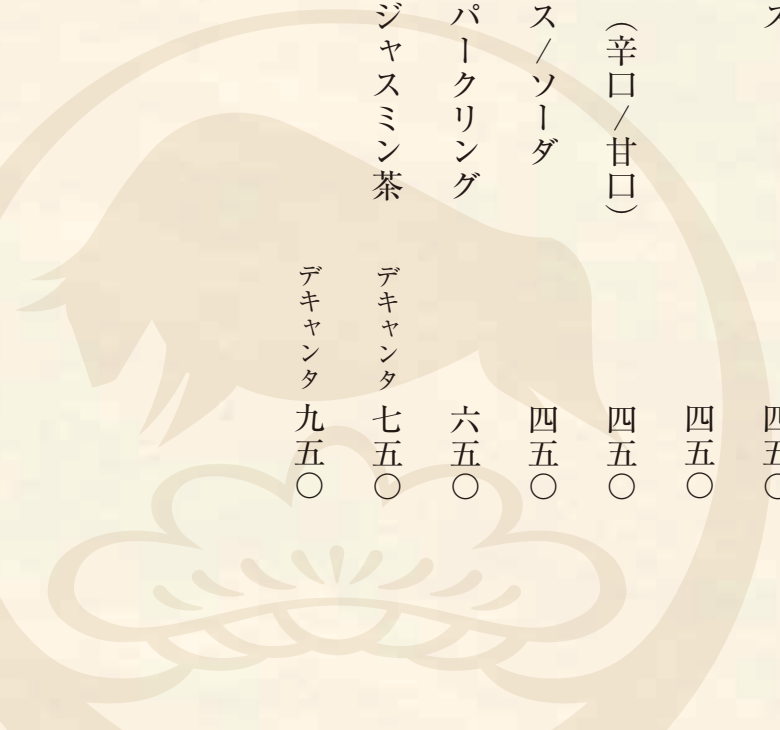 ス 四五〇
四五〇
（辛口/甘口） 四五〇
ス/ソーダ 四五〇
パークリング 六五〇
ジャスミン茶 デキャンタ 七五〇
デキャンタ 九五〇